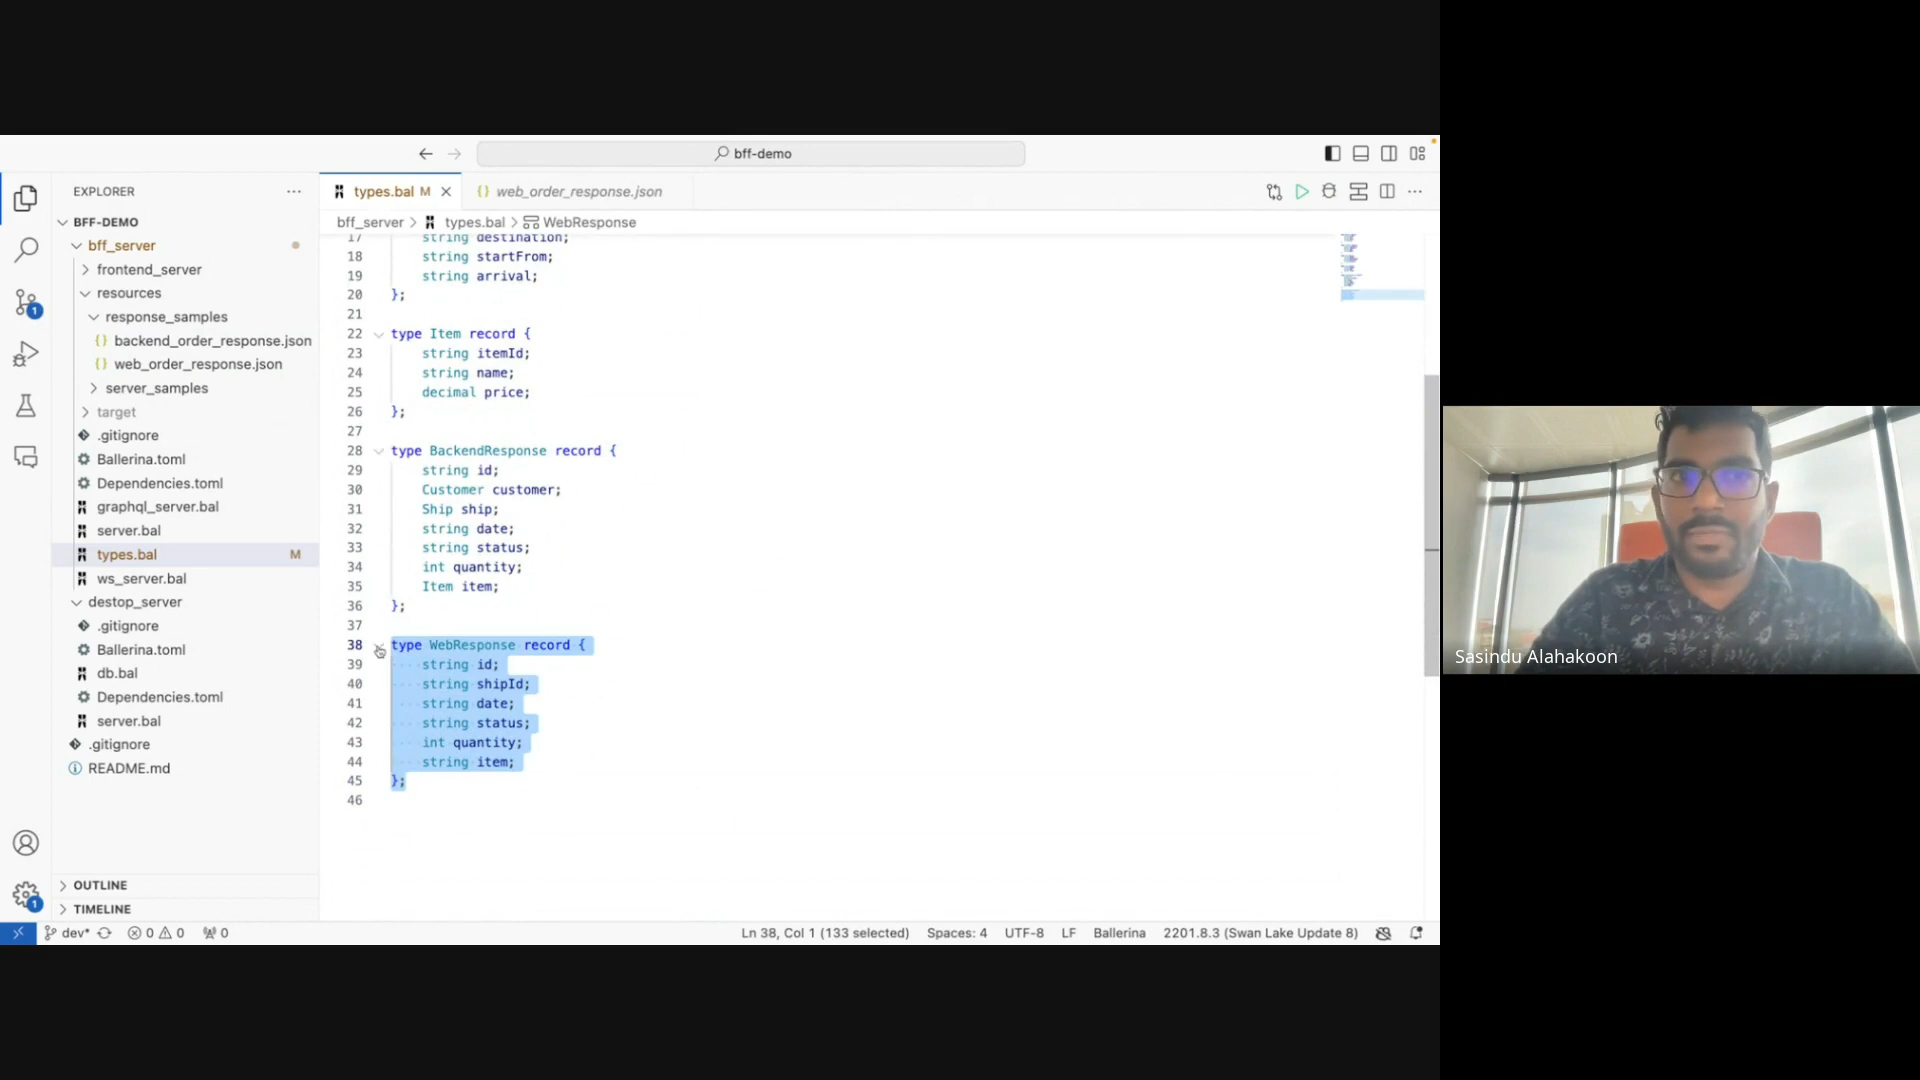 bff-demo
EXPLORER
BFF-DEMO
bff_server
frontend_server
resources
response_samples
backend_order_response.json
web_order_response.json
server_samples
target
.gitignore
Ballerina.toml
Dependencies.toml
graphql_server.bal
server.bal
types.bal M
ws_server.bal
destop_server
.gitignore
Ballerina.toml
db.bal
Dependencies.toml
server.bal
.gitignore
README.md
OUTLINE
TIMELINE
1
1
types.bal M
web_order_response.json
bff_server > types.bal > WebResponse
17 string destination;
18 string startFrom;
19 string arrival;
20 };
21
22 type Item record {
23 string itemId;
24 string name;
25 decimal price;
26 };
27
28 type BackendResponse record {
29 string id;
30 Customer customer;
31 Ship ship;
32 string date;
33 string status;
34 int quantity;
35 Item item;
36 };
37
38 type WebResponse record {
39 string id;
40 string shipId;
41 string date;
42 string status;
43 int quantity;
44 string item;
45 };
46
dev* 0 0 0
Ln 38, Col 1 (133 selected) Spaces: 4 UTF-8 LF Ballerina 2201.8.3 (Swan Lake Update 8)
Sasindu Alahakoon